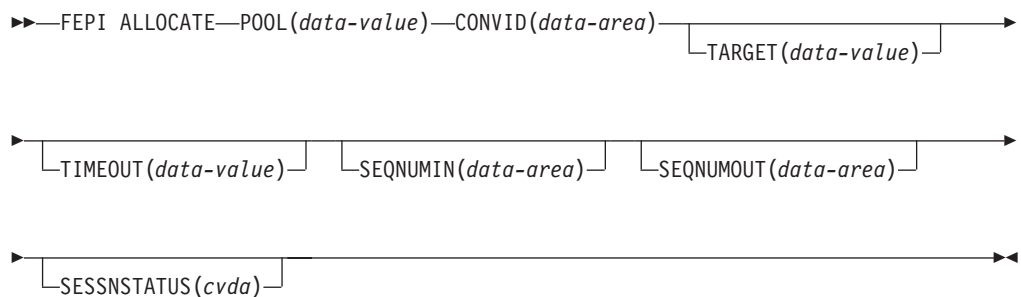 FEPI ALLOCATE POOL(data-value) CONVID(data-area)
TARGET(data-value)
TIMEOUT(data-value) SEQNUMIN(data-area) SEQNUMOUT(data-area)
SESSNSTATUS(cvda)